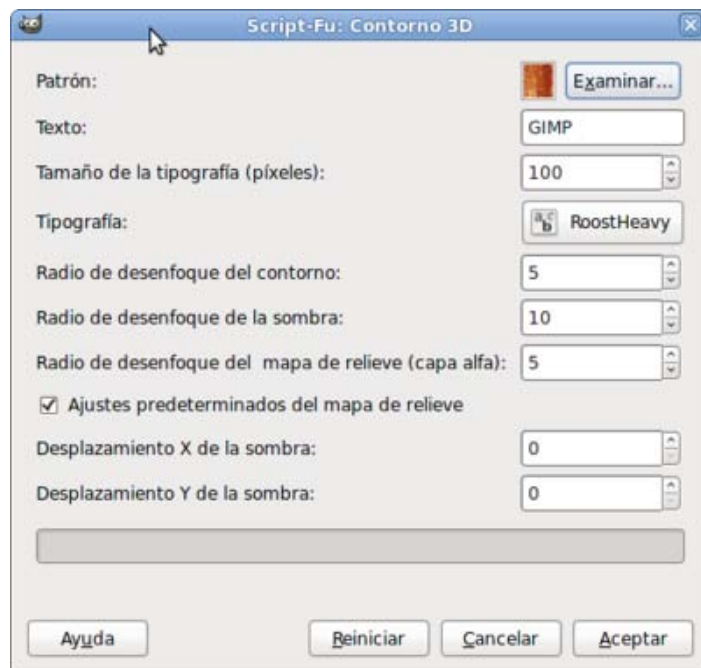 Script-Fu: Contorno 3D
Patrón: Examinar...
Texto: GIMP
Tamaño de la tipografía (píxeles): 100
Tipografía: RoostHeavy
Radio de desenfoque del contorno: 5
Radio de desenfoque de la sombra: 10
Radio de desenfoque del mapa de relieve (capa alfa): 5
Ajustes predeterminados del mapa de relieve
Desplazamiento X de la sombra: 0
Desplazamiento Y de la sombra: 0
Ayuda Reiniciar Cancelar Aceptar